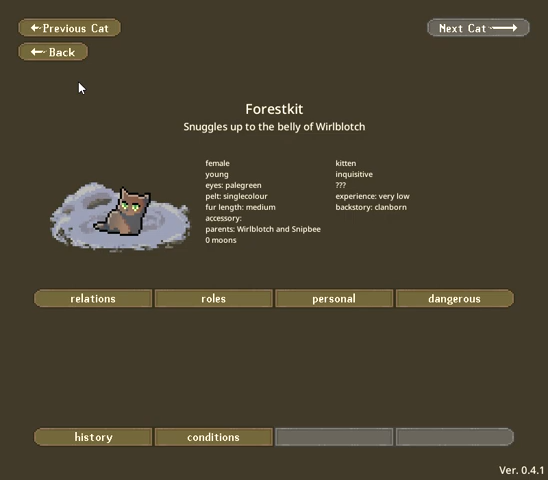 Previous Cat
Next Cat
Back
Forestkit
Snuggles up to the belly of Wirlblotch
female
young
eyes: palegreen
pelt: singlecolour
fur length: medium
accessory:
parents: Wirlblotch and Snipbee
0 moons
kitten
inquisitive
???
experience: very low
backstory: clanborn
relations
roles
personal
dangerous
history
conditions
Ver. 0.4.1